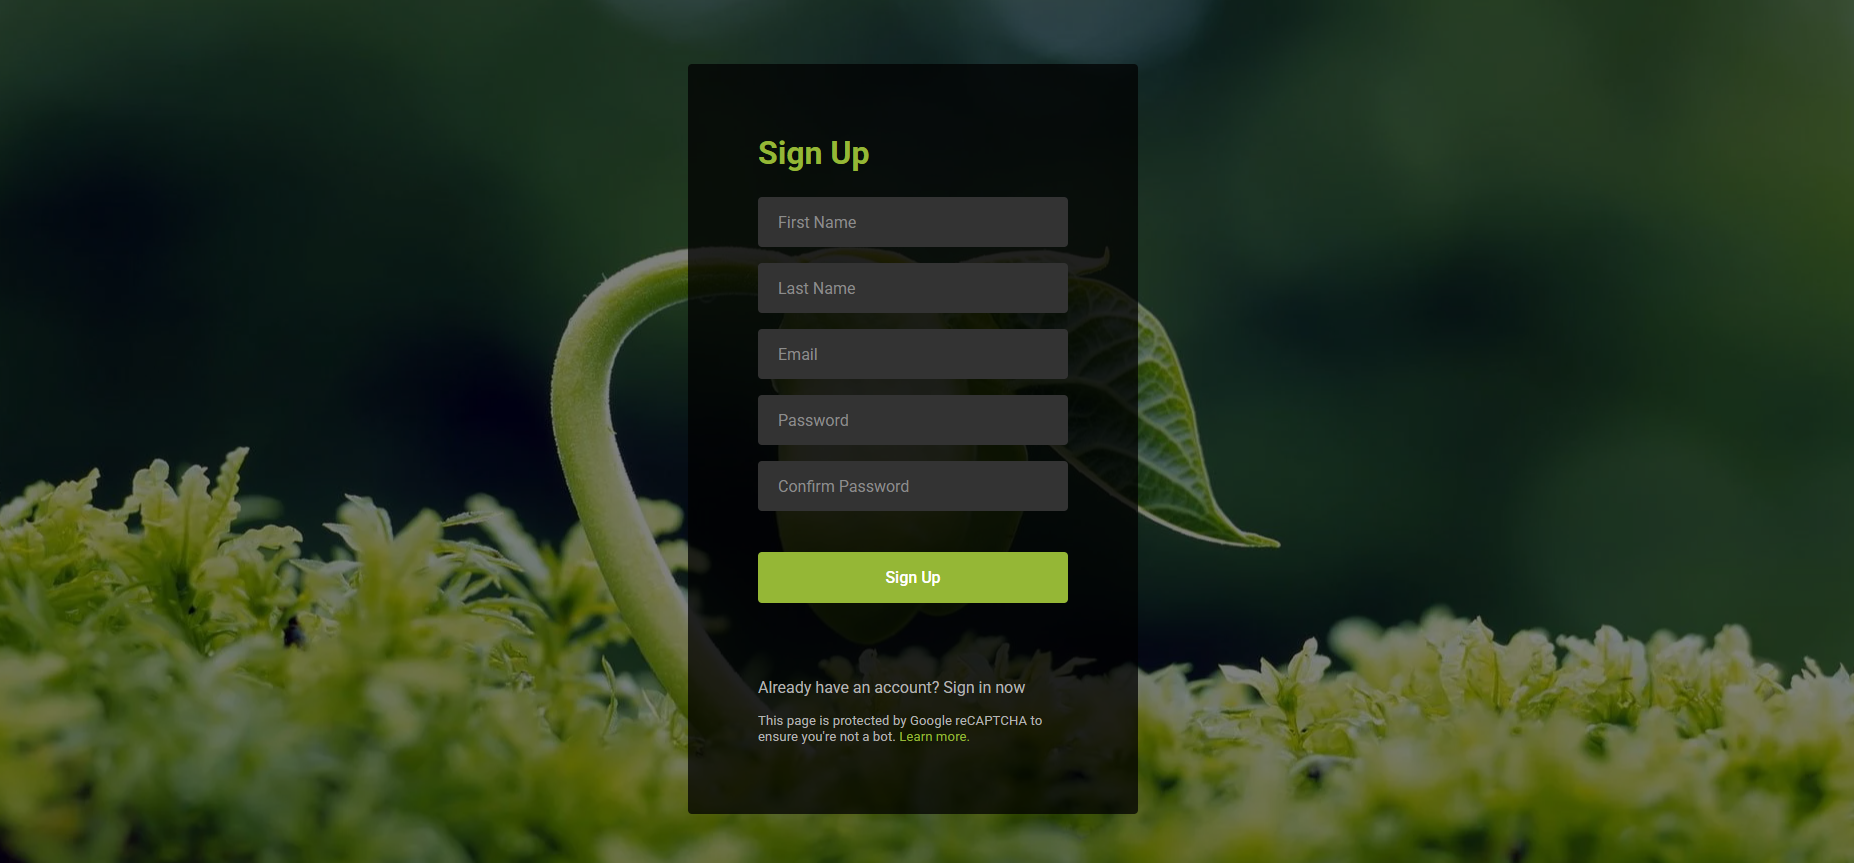 Sign Up
First Name
Last Name
Email
Password
Confirm Password
Sign Up
Already have an account? Sign in now
This page is protected by Google reCAPTCHA to
ensure you're not a bot. Learn more.